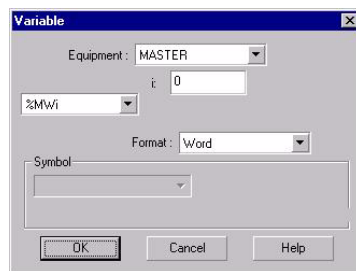 Variable
Equipment : MASTER
i: 0
%MWi
Format : Word
Symbol
OK Cancel Help